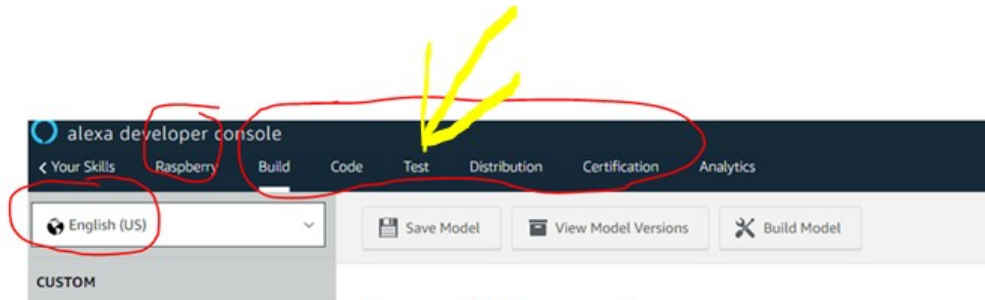 alexa developer console
Your Skills Raspberry Build Code Test Distribution Certification Analytics
English (US) Save Model View Model Versions Build Model
CUSTOM